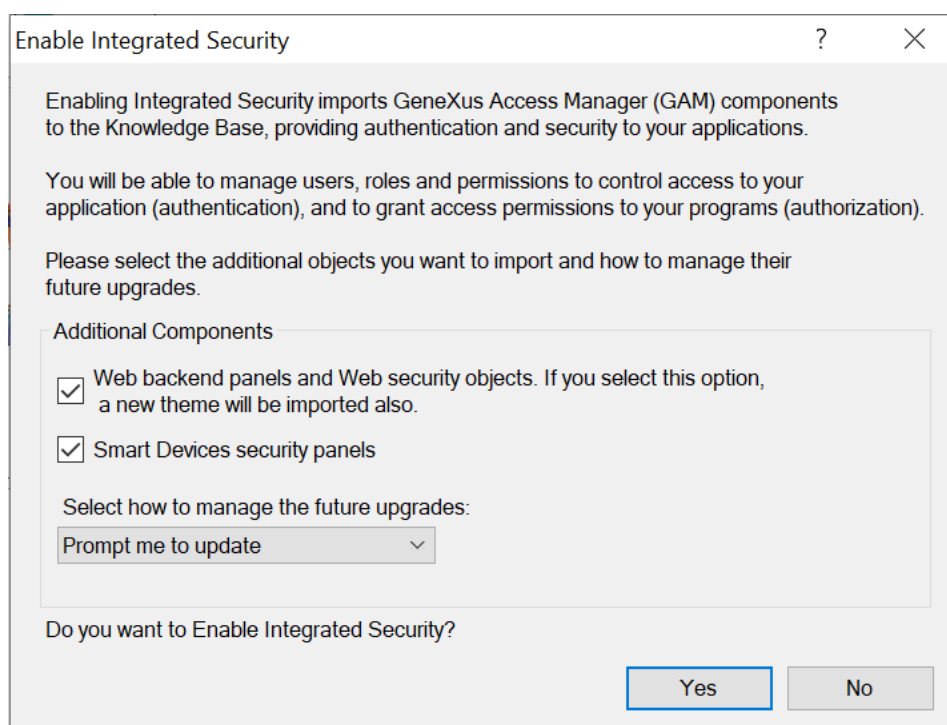 Enable Integrated Security
?
Enabling Integrated Security imports GeneXus Access Manager (GAM) components
to the Knowledge Base, providing authentication and security to your applications.
You will be able to manage users, roles and permissions to control access to your
application (authentication), and to grant access permissions to your programs (authorization).
Please select the additional objects you want to import and how to manage their
future upgrades.
Additional Components
Web backend panels and Web security objects. If you select this option,
a new theme will be imported also.
Smart Devices security panels
Select how to manage the future upgrades:
Prompt me to update
Do you want to Enable Integrated Security?
Yes No